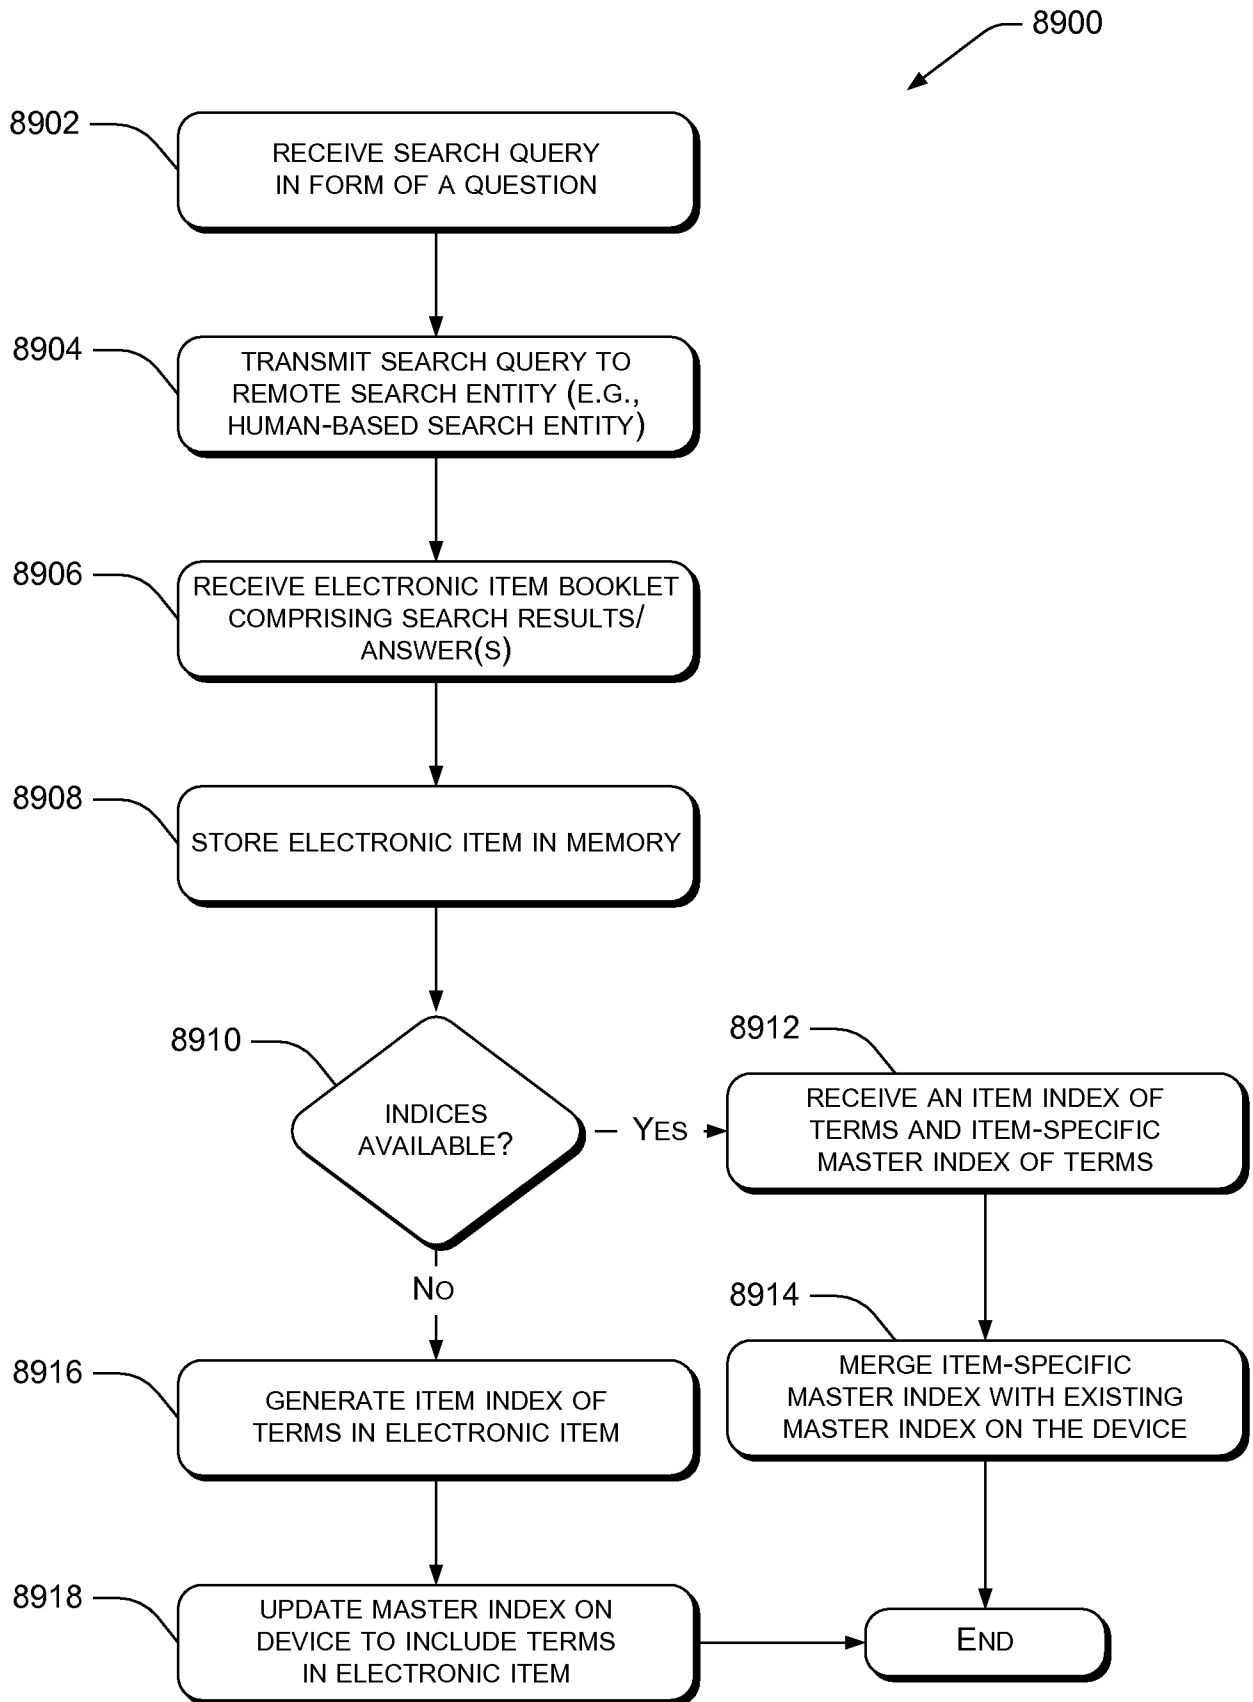 8900
8902
RECEIVE SEARCH QUERY
IN FORM OF A QUESTION
8904
TRANSMIT SEARCH QUERY TO
REMOTE SEARCH ENTITY (E.G.,
HUMAN-BASED SEARCH ENTITY)
8906
RECEIVE ELECTRONIC ITEM BOOKLET
COMPRISING SEARCH RESULTS/
ANSWER(S)
8908
STORE ELECTRONIC ITEM IN MEMORY
8910
INDICES
AVAILABLE?
YES
8912
RECEIVE AN ITEM INDEX OF
TERMS AND ITEM-SPECIFIC
MASTER INDEX OF TERMS
8914
MERGE ITEM-SPECIFIC
MASTER INDEX WITH EXISTING
MASTER INDEX ON THE DEVICE
NO
8916
GENERATE ITEM INDEX OF
TERMS IN ELECTRONIC ITEM
8918
UPDATE MASTER INDEX ON
DEVICE TO INCLUDE TERMS
IN ELECTRONIC ITEM
END